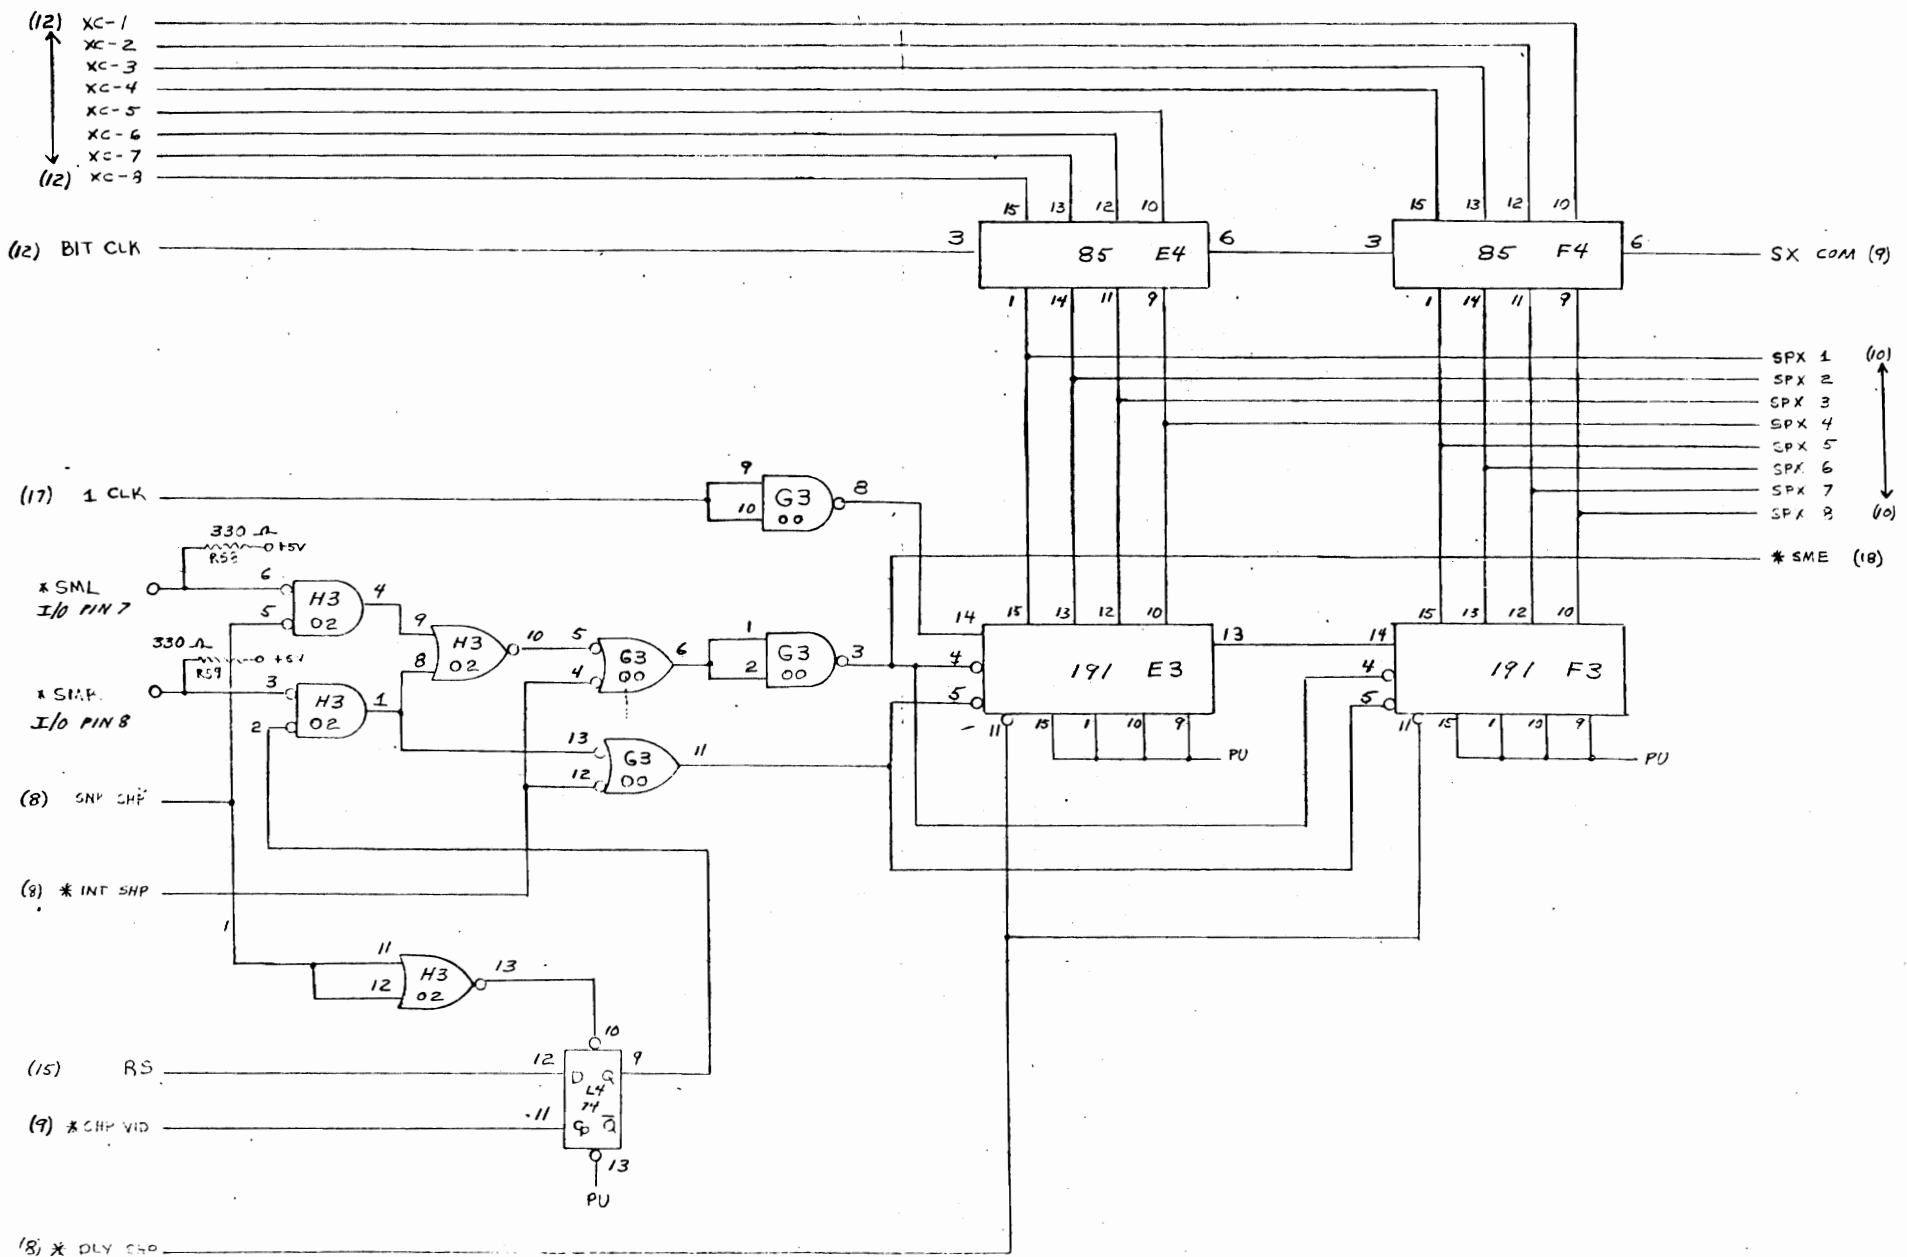 (12) XC-1
XC-2
XC-3
XC-4
XC-5
XC-6
XC-7
(12) XC-8
15 13 12 10
15 13 12 10
(12) BIT CLK
3 85 E4 6
3 85 F4 6
SX COM (9)
1 14 11 9
1 14 11 9
SPX 1 (10)
SPX 2
SPX 3
SPX 4
SPX 5
SPX 6
SPX 7
SPX 8 (10)
(17) 1 CLK
9
10
G3
00
8
* SME (18)
330 Ω
+5V
R58
* SML
I/O PIN 7
6
5
H3
02
4
330 Ω
+5V
R59
I/O PIN 8
3
2
H3
02
1
9
8
H3
02
10
5
4
G3
00
6
1
2
G3
00
3
13
12
G3
00
11
14 15 13 12 10
4
5
191 E3
13
11 15 1 10 9
PU
14 15 13 12 10
4
5
191 F3
11 15 1 10 9
PU
(8)
(8) * INT SHP
1
11
12
H3
02
13
10
(15) RS
12
D Q
9
L4
74
(9) * CHP VID
11
CP Q̅
13
PU
* DLY